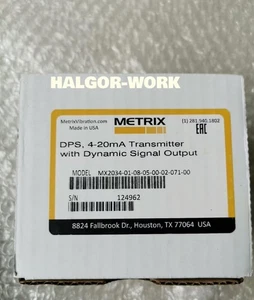 HALGOR-WORK
MetrixVibration.com
Made in USA
METRIX
(1) 281.940.1802
EAC
DPS, 4-20mA Transmitter
with Dynamic Signal Output
MODEL MX2034-01-08-05-00-02-071-00
S/N 124962
8824 Fallbrook Dr., Houston, TX 77064 USA